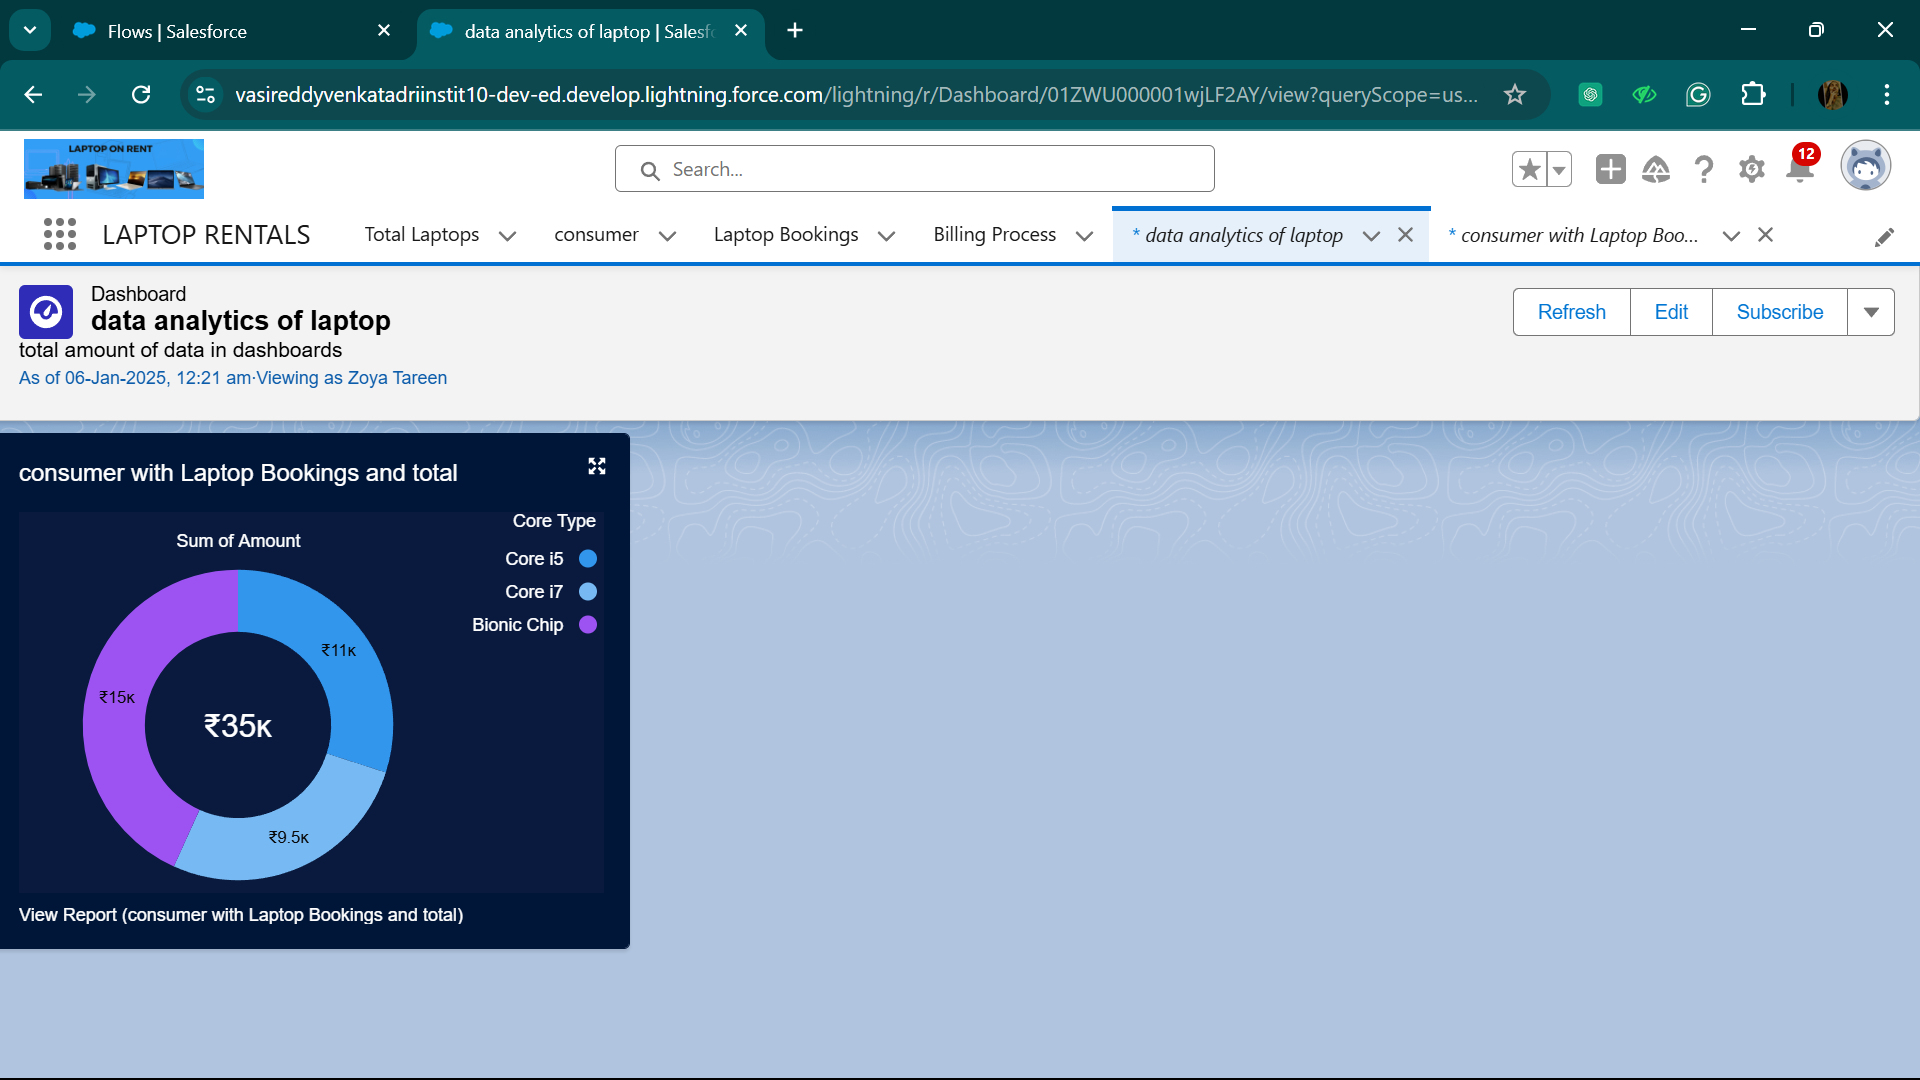 Flows | Salesforce
data analytics of laptop | Salesfo
vasireddyvenkatadriinstit10-dev-ed.develop.lightning.force.com/lightning/r/Dashboard/01ZWU000001wjLF2AY/view?queryScope=us...
LAPTOP ON RENT
Search...
12
LAPTOP RENTALS
Total Laptops
consumer
Laptop Bookings
Billing Process
* data analytics of laptop
* consumer with Laptop Boo...
Dashboard
data analytics of laptop
total amount of data in dashboards
As of 06-Jan-2025, 12:21 am·Viewing as Zoya Tareen
Refresh
Edit
Subscribe
consumer with Laptop Bookings and total
Core Type
Sum of Amount
Core i5
Core i7
Bionic Chip
₹11K
₹15K
₹35K
₹9.5K
View Report (consumer with Laptop Bookings and total)